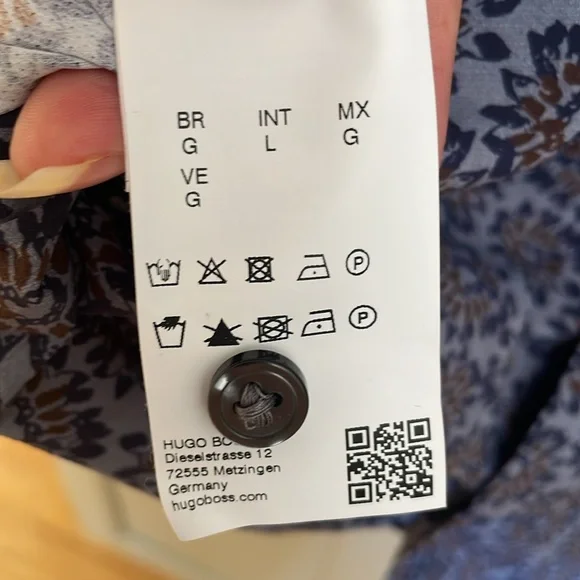 BR INT MX
G L G
VE
G
P
P
HUGO BO
Dieselstrasse 12
72555 Metzingen
Germany
hugoboss.com